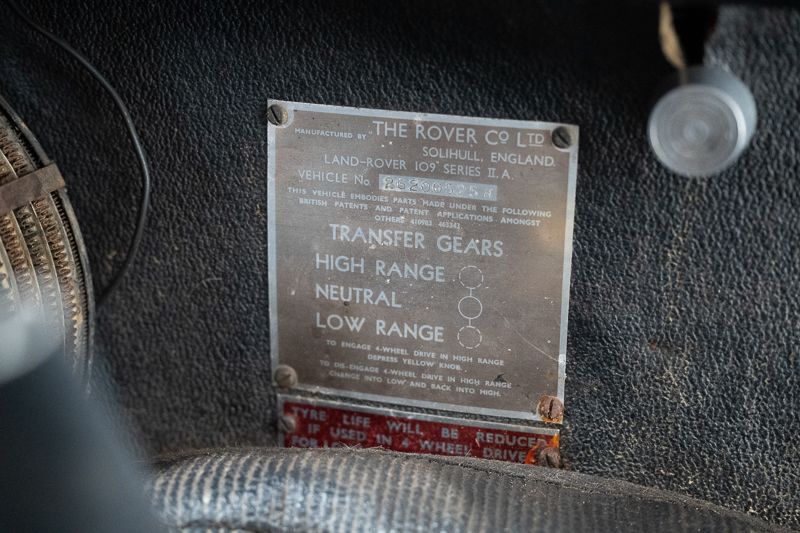 MANUFACTURED BY THE ROVER Cº LTD
SOLIHULL, ENGLAND.
LAND-ROVER 109 SERIES II.A.
VEHICLE No
THIS VEHICLE EMBODIES PARTS MADE UNDER THE FOLLOWING
BRITISH PATENTS AND PATENT APPLICATIONS AMONGST
OTHERS 410983 463343
TRANSFER GEARS
HIGH RANGE
NEUTRAL
LOW RANGE
TO ENGAGE 4-WHEEL DRIVE IN HIGH RANGE
DEPRESS YELLOW KNOB.
TO DIS-ENGAGE 4-WHEEL DRIVE IN HIGH RANGE
CHANGE INTO LOW AND BACK INTO HIGH.
TYRE LIFE WILL BE REDUCED
IF USED IN 4 WHEEL DRIVE
FOR